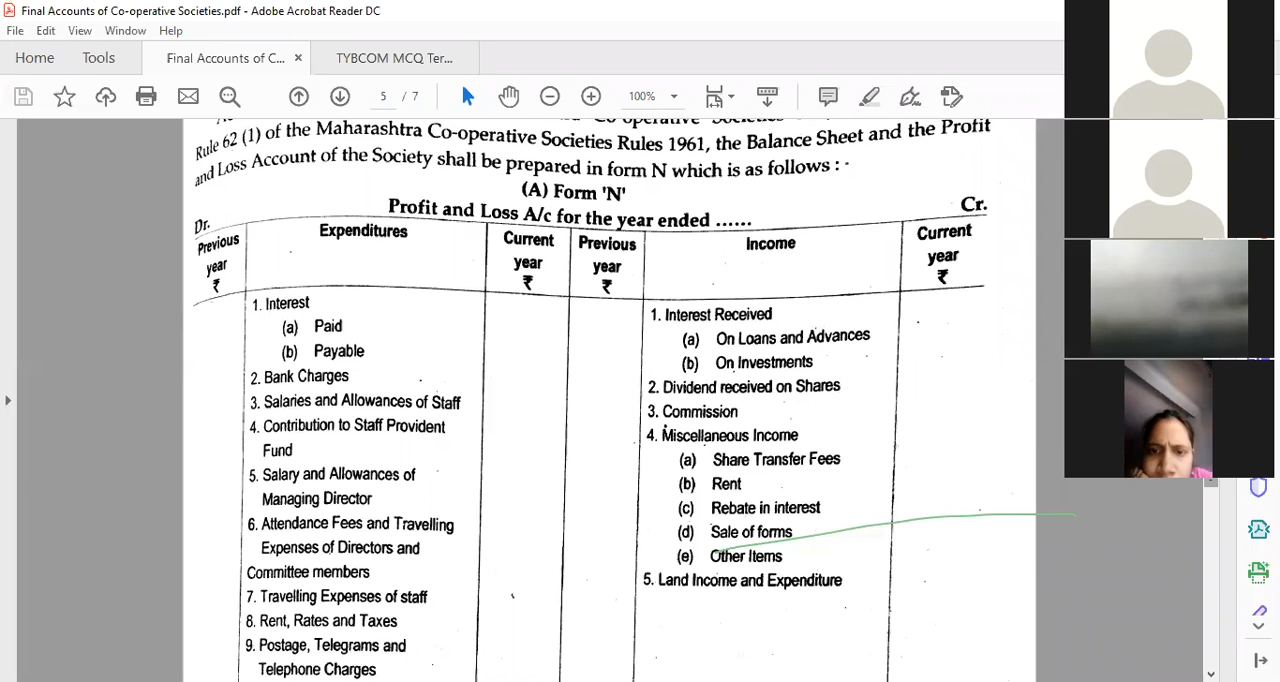 Final Accounts of Co-operative Societies.pdf - Adobe Acrobat Reader DC
File Edit View Window Help
Home Tools Final Accounts of C... × TYBCOM MCQ Ter...
5 / 7 100%
Rule 62 (1) of the Maharashtra Co-operative Societies Rules 1961, the Balance Sheet and the Profit
and Loss Account of the Society shall be prepared in form N which is as follows : -
(A) Form 'N'
Profit and Loss A/c for the year ended ......
Dr. Cr.
Previous year ₹ Expenditures Current year ₹ Previous year ₹ Income Current year ₹
1. Interest
(a) Paid
(b) Payable
2. Bank Charges
3. Salaries and Allowances of Staff
4. Contribution to Staff Provident
Fund
5. Salary and Allowances of
Managing Director
6. Attendance Fees and Travelling
Expenses of Directors and
Committee members
7. Travelling Expenses of staff
8. Rent, Rates and Taxes
9. Postage, Telegrams and
Telephone Charges
1. Interest Received
(a) On Loans and Advances
(b) On Investments
2. Dividend received on Shares
3. Commission
4. Miscellaneous Income
(a) Share Transfer Fees
(b) Rent
(c) Rebate in interest
(d) Sale of forms
(e) Other Items
5. Land Income and Expenditure